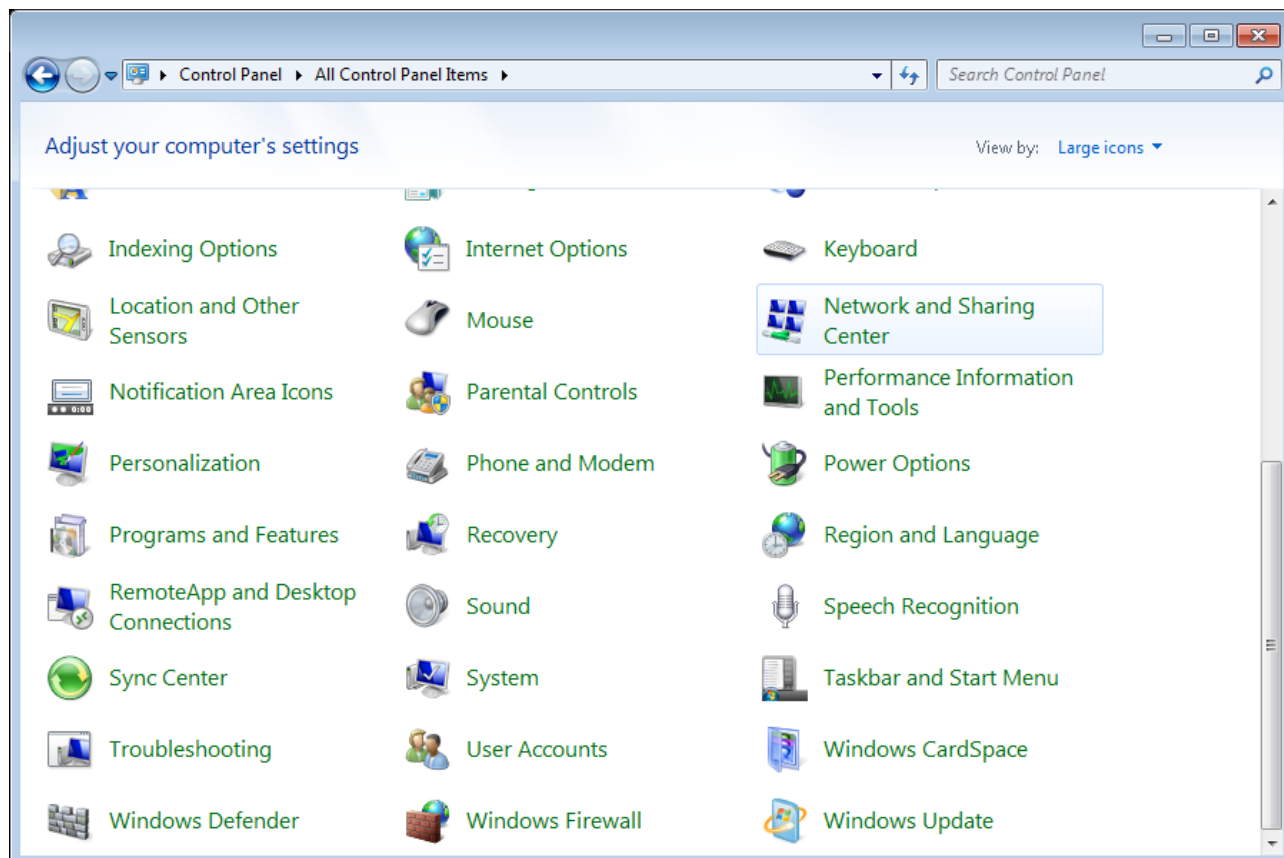 Control Panel All Control Panel Items
Search Control Panel
Adjust your computer's settings
View by: Large icons
Indexing Options
Internet Options
Keyboard
Location and Other
Sensors
Mouse
Network and Sharing
Center
Notification Area Icons
Parental Controls
Performance Information
and Tools
Personalization
Phone and Modem
Power Options
Programs and Features
Recovery
Region and Language
RemoteApp and Desktop
Connections
Sound
Speech Recognition
Sync Center
System
Taskbar and Start Menu
Troubleshooting
User Accounts
Windows CardSpace
Windows Defender
Windows Firewall
Windows Update